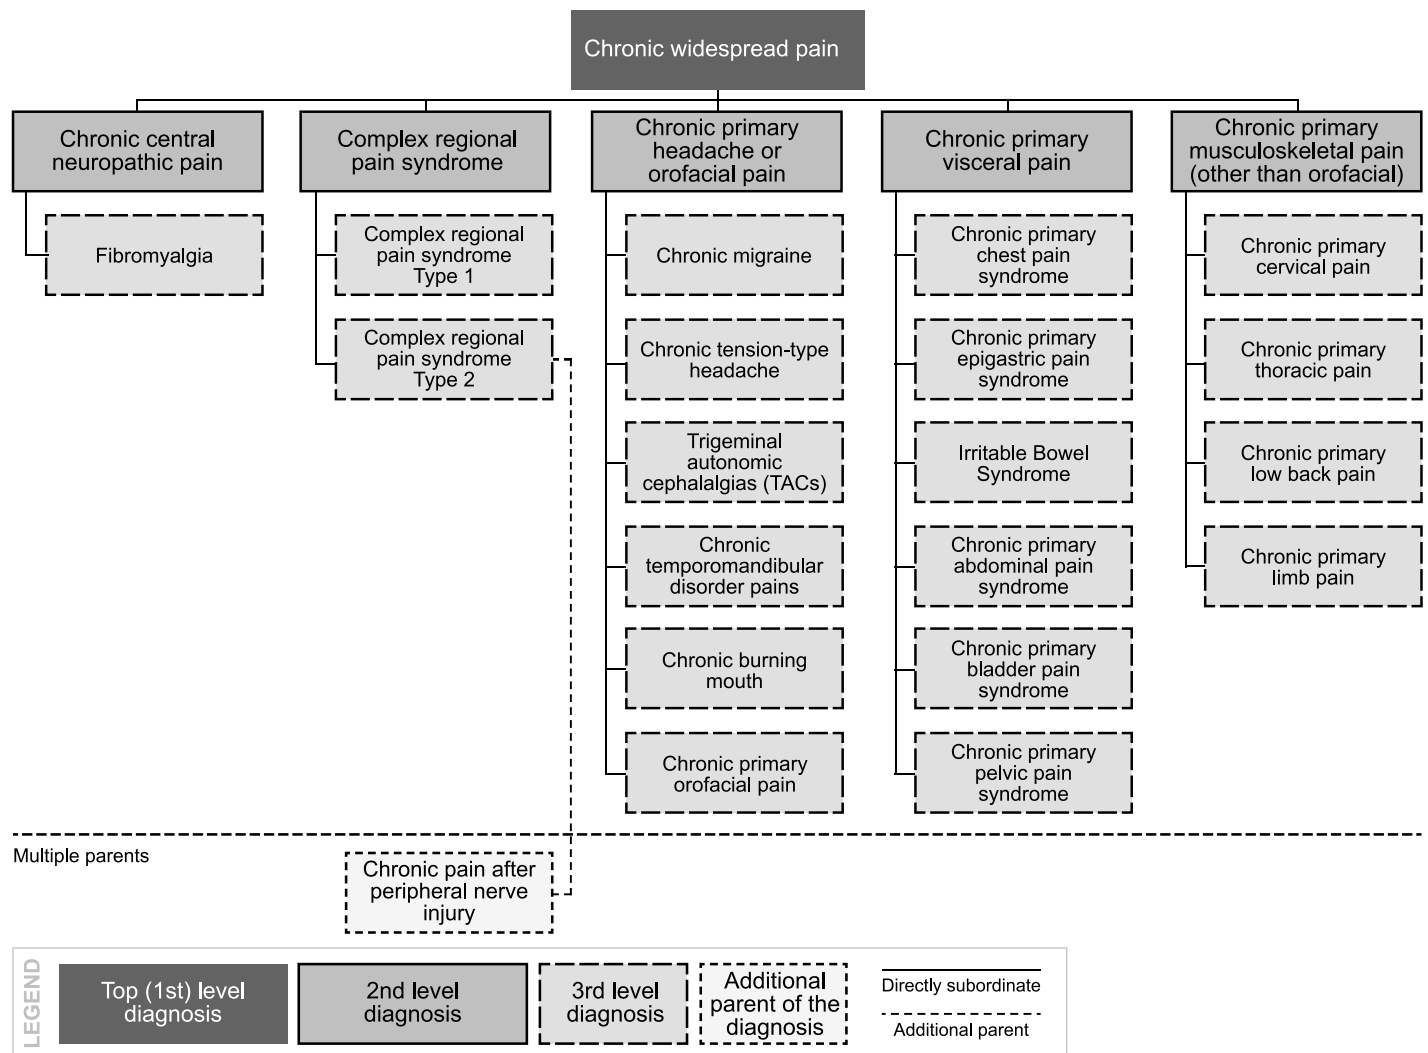 Chronic widespread pain
Chronic central
neuropathic pain
Complex regional
pain syndrome
Chronic primary
headache or
orofacial pain
Chronic primary
visceral pain
Chronic primary
musculoskeletal pain
(other than orofacial)
Fibromyalgia
Complex regional
pain syndrome
Type 1
Complex regional
pain syndrome
Type 2
Chronic migraine
Chronic tension-type
headache
Trigeminal
autonomic
cephalalgias (TACs)
Chronic
temporomandibular
disorder pains
Chronic burning
mouth
Chronic primary
orofacial pain
Chronic primary
chest pain
syndrome
Chronic primary
epigastric pain
syndrome
Irritable Bowel
Syndrome
Chronic primary
abdominal pain
syndrome
Chronic primary
bladder pain
syndrome
Chronic primary
pelvic pain
syndrome
Chronic primary
cervical pain
Chronic primary
thoracic pain
Chronic primary
low back pain
Chronic primary
limb pain
Multiple parents
Chronic pain after
peripheral nerve
injury
LEGEND
Top (1st) level
diagnosis
2nd level
diagnosis
3rd level
diagnosis
Additional
parent of the
diagnosis
Directly subordinate
Additional parent